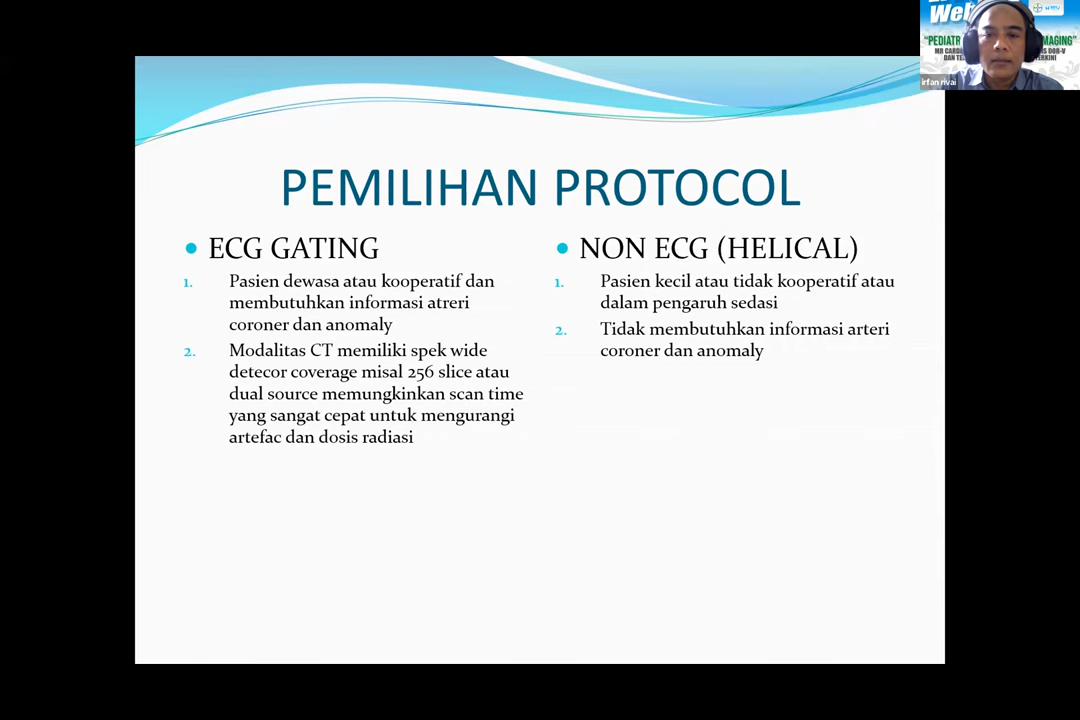 PEMILIHAN PROTOCOL
ECG GATING
1. Pasien dewasa atau kooperatif dan
membutuhkan informasi atreri
coroner dan anomaly
2. Modalitas CT memiliki spek wide
detecor coverage misal 256 slice atau
dual source memungkinkan scan time
yang sangat cepat untuk mengurangi
artefac dan dosis radiasi
NON ECG (HELICAL)
1. Pasien kecil atau tidak kooperatif atau
dalam pengaruh sedasi
2. Tidak membutuhkan informasi arteri
coroner dan anomaly
"PEDIATR
MAGING"
irfan rivai